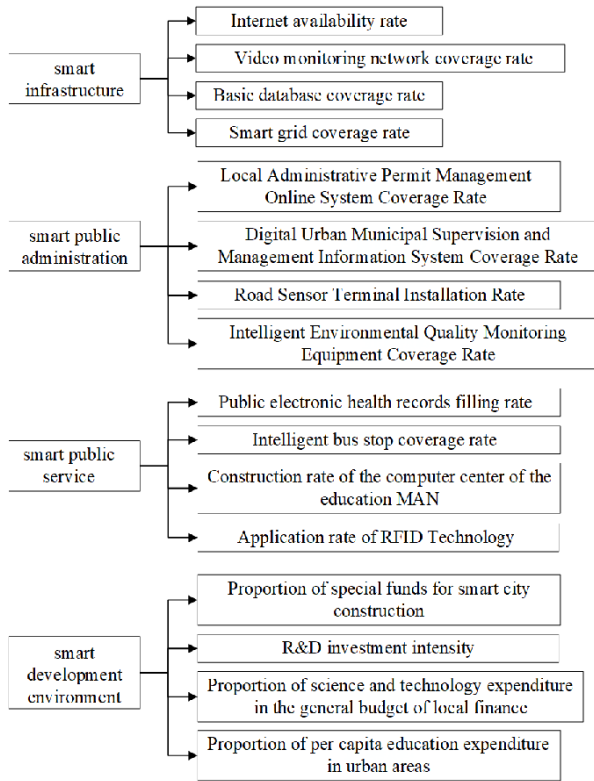 smart
infrastructure
Internet availability rate
Video monitoring network coverage rate
Basic database coverage rate
Smart grid coverage rate
smart public
administration
Local Administrative Permit Management
Online System Coverage Rate
Digital Urban Municipal Supervision and
Management Information System Coverage Rate
Road Sensor Terminal Installation Rate
Intelligent Environmental Quality Monitoring
Equipment Coverage Rate
smart public
service
Public electronic health records filling rate
Intelligent bus stop coverage rate
Construction rate of the computer center of the
education MAN
Application rate of RFID Technology
smart
development
environment
Proportion of special funds for smart city
construction
R&D investment intensity
Proportion of science and technology expenditure
in the general budget of local finance
Proportion of per capita education expenditure
in urban areas